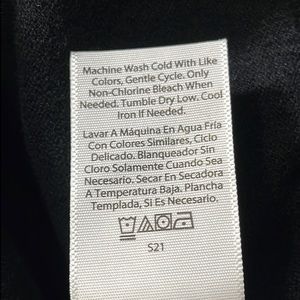 Machine Wash Cold With Like
Colors, Gentle Cycle. Only
Non-Chlorine Bleach When
Needed. Tumble Dry Low. Cool
Iron If Needed.
Lavar A Máquina En Agua Fría
Con Colores Similares, Ciclo
Delicado. Blanqueador Sin
Cloro Solamente Cuando Sea
Necesario. Secar En Secadora
A Temperatura Baja. Plancha
Templada, Si Es Necesario.
S21